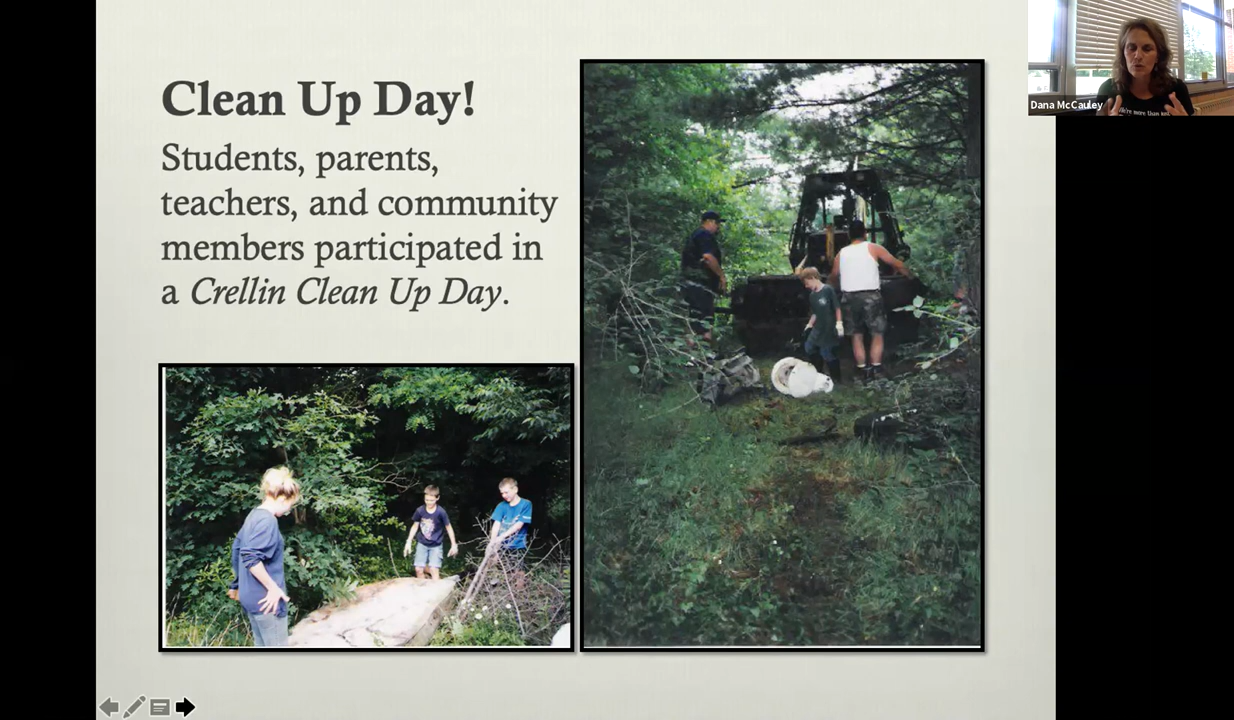 Clean Up Day!
Students, parents,
teachers, and community
members participated in
a Crellin Clean Up Day.
Dana McCauley